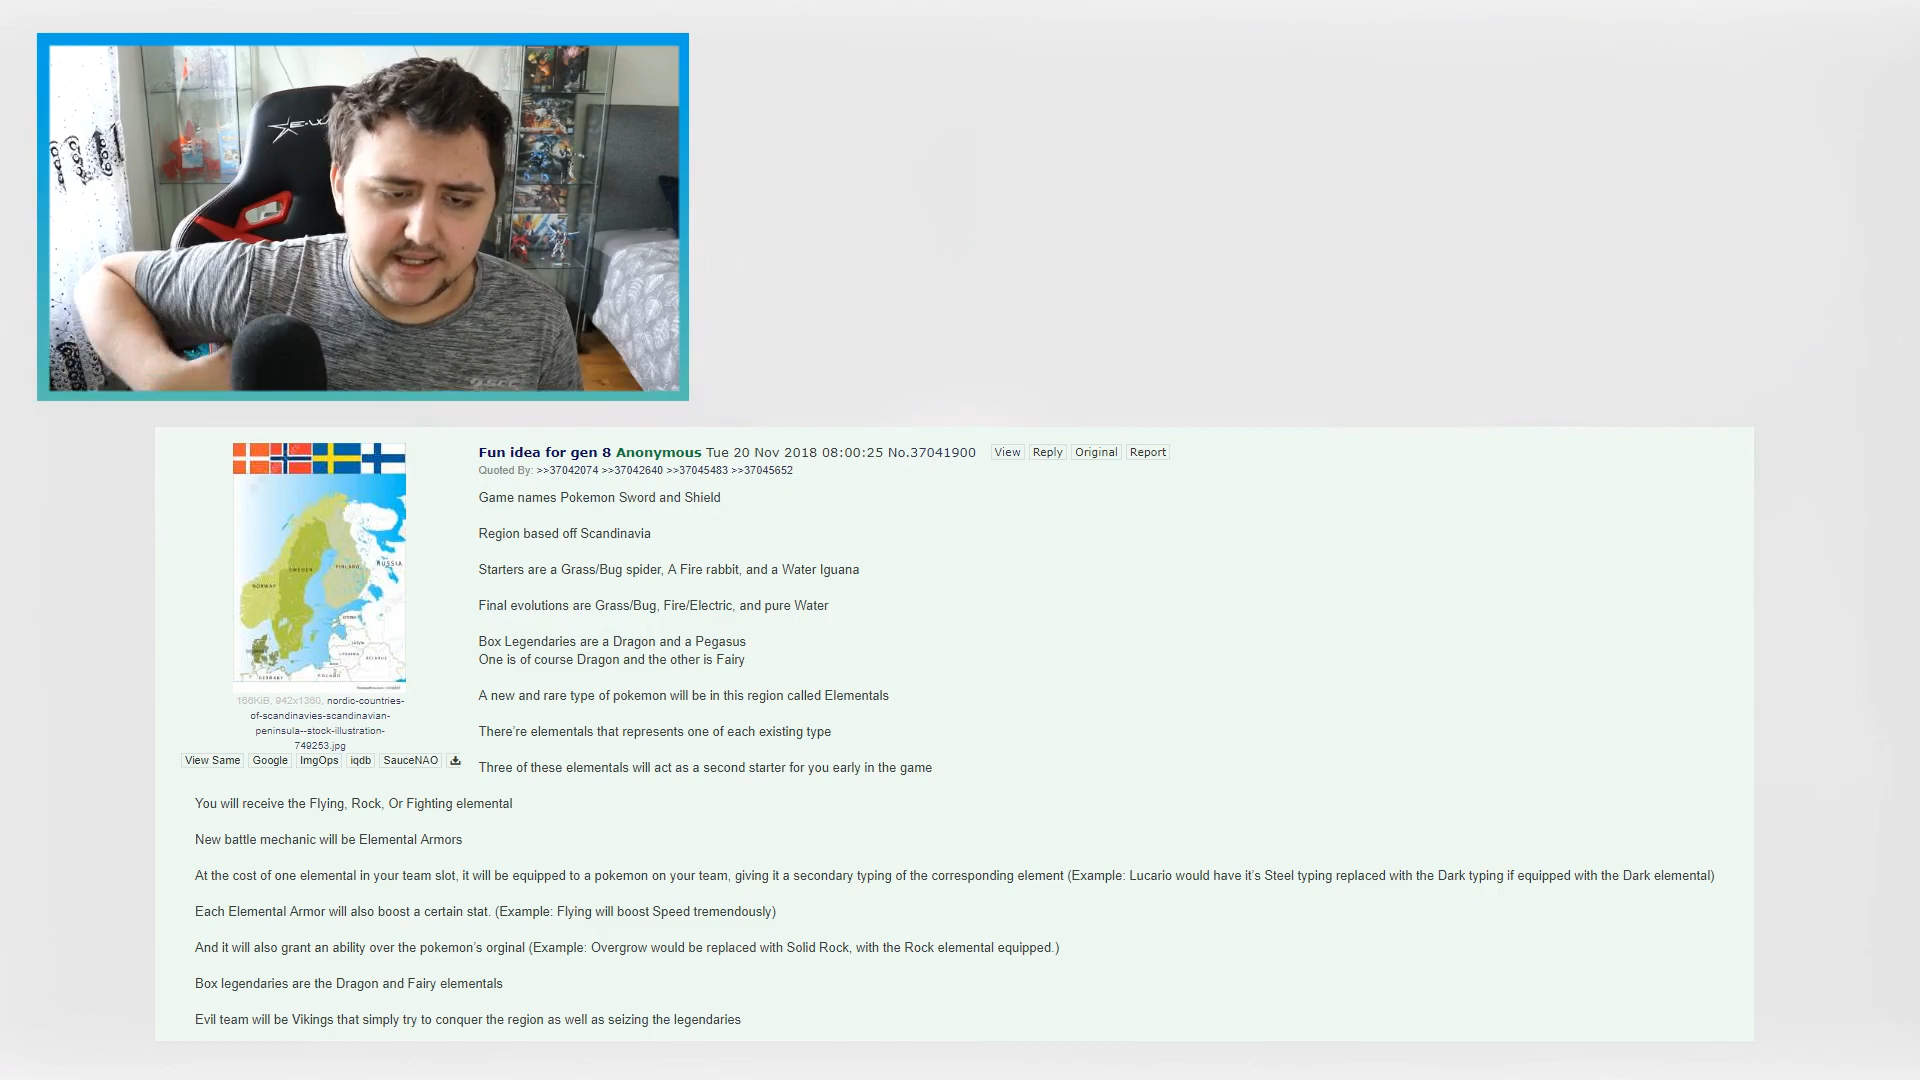 Fun idea for gen 8 Anonymous Tue 20 Nov 2018 08:00:25 No.37041900 View Reply Original Report
Quoted By: >>37042074 >>37042640 >>37045483 >>37045652
Game names Pokemon Sword and Shield
Region based off Scandinavia
Starters are a Grass/Bug spider, A Fire rabbit, and a Water Iguana
Final evolutions are Grass/Bug, Fire/Electric, and pure Water
Box Legendaries are a Dragon and a Pegasus
One is of course Dragon and the other is Fairy
A new and rare type of pokemon will be in this region called Elementals
There're elementals that represents one of each existing type
Three of these elementals will act as a second starter for you early in the game
NORWAY
SWEDEN
FINLAND
RUSSIA
GERMANY
POLAND
166KiB, 942x1360, nordic-countries-
of-scandinavies-scandinavian-
peninsula--stock-illustration-
749253.jpg
View Same Google ImgOps iqdb SauceNAO
You will receive the Flying, Rock, Or Fighting elemental
New battle mechanic will be Elemental Armors
At the cost of one elemental in your team slot, it will be equipped to a pokemon on your team, giving it a secondary typing of the corresponding element (Example: Lucario would have it's Steel typing replaced with the Dark typing if equipped with the Dark elemental)
Each Elemental Armor will also boost a certain stat. (Example: Flying will boost Speed tremendously)
And it will also grant an ability over the pokemon's orginal (Example: Overgrow would be replaced with Solid Rock, with the Rock elemental equipped.)
Box legendaries are the Dragon and Fairy elementals
Evil team will be Vikings that simply try to conquer the region as well as seizing the legendaries